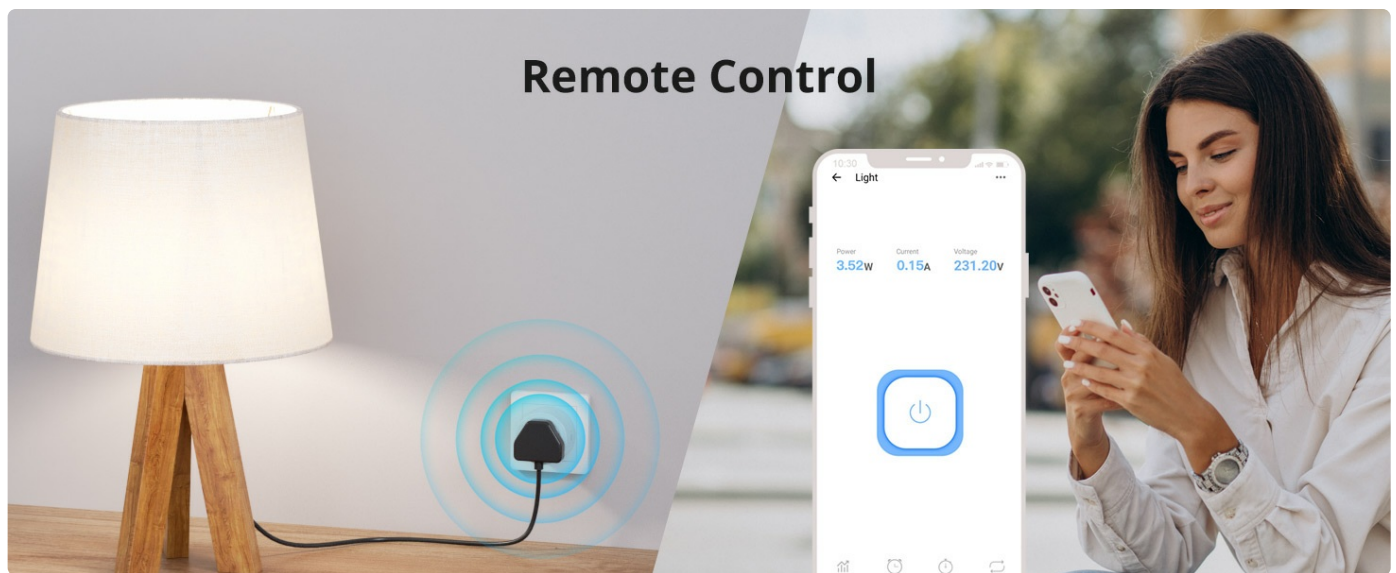 Remote Control
10:30
Light
Power Current Voltage
3.52W 0.15A 231.20V